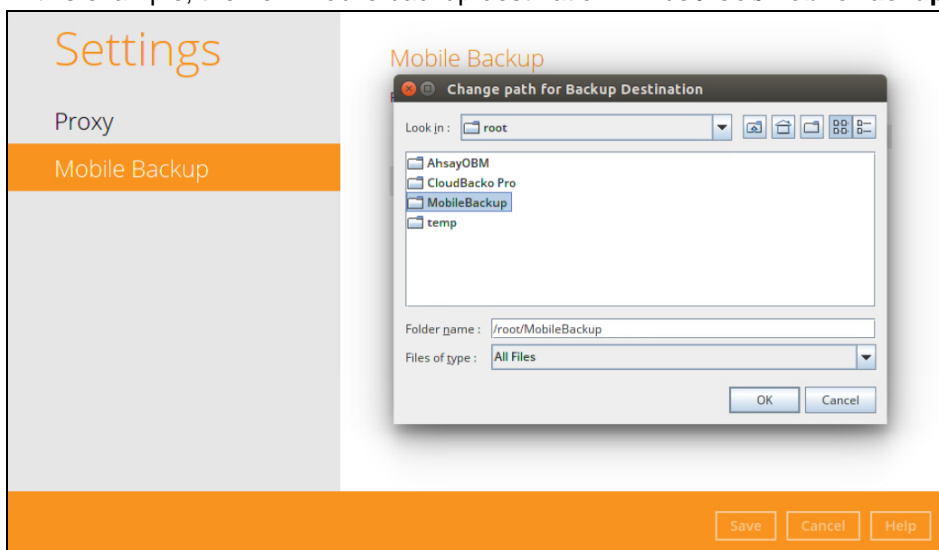 Settings
Proxy
Mobile Backup
Mobile Backup
Change path for Backup Destination
Look in : root
AhsayOBM
CloudBacko Pro
MobileBackup
temp
Folder name : /root/MobileBackup
Files of type : All Files
OK Cancel
Save Cancel Help